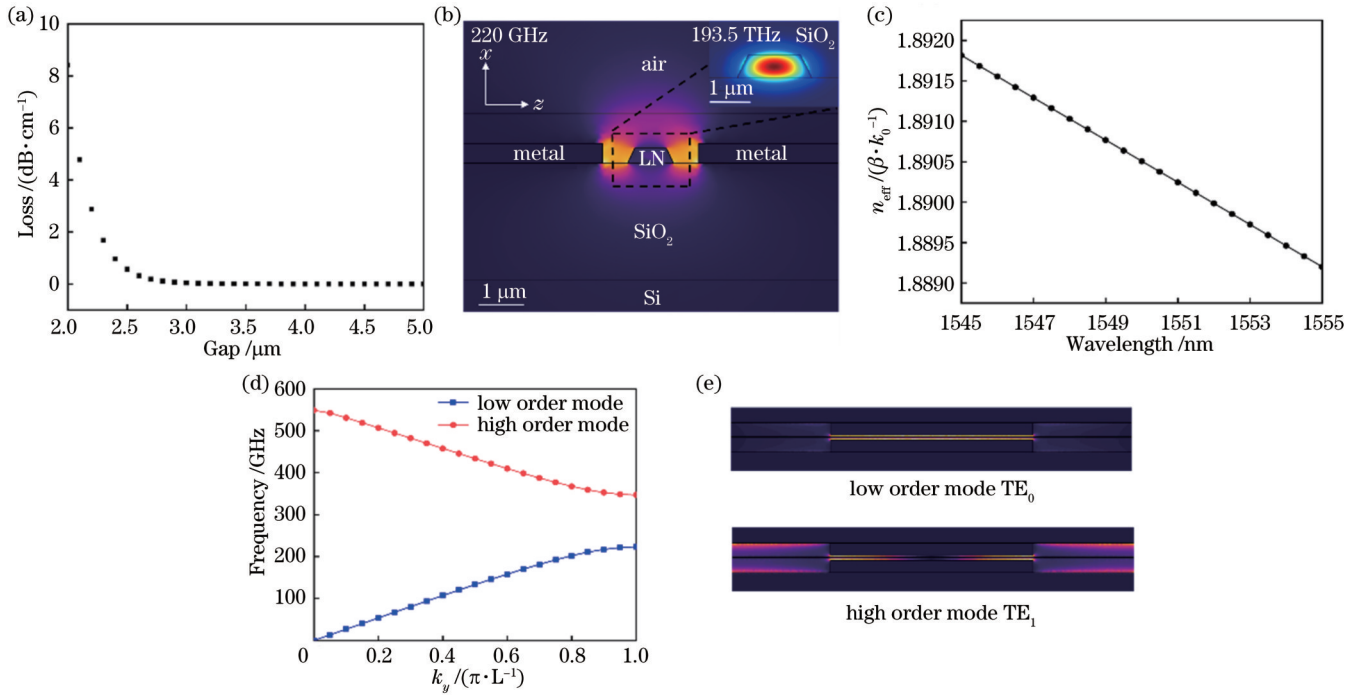 (a)
10
8
6
4
2
0
Loss /(dB · cm⁻¹)
2.0 2.5 3.0 3.5 4.0 4.5 5.0
Gap /μm
(b)
220 GHz
193.5 THz SiO₂
x
z
air
1 μm
metal
LN
metal
SiO₂
1 μm
Si
(c)
1.8920
1.8915
1.8910
1.8905
1.8900
1.8895
1.8890
n_eff /(β · k₀⁻¹)
1545 1547 1549 1551 1553 1555
Wavelength /nm
(d)
600
500
400
300
200
100
Frequency /GHz
low order mode
high order mode
0 0.2 0.4 0.6 0.8 1.0
k_y /(π · L⁻¹)
(e)
low order mode TE₀
high order mode TE₁